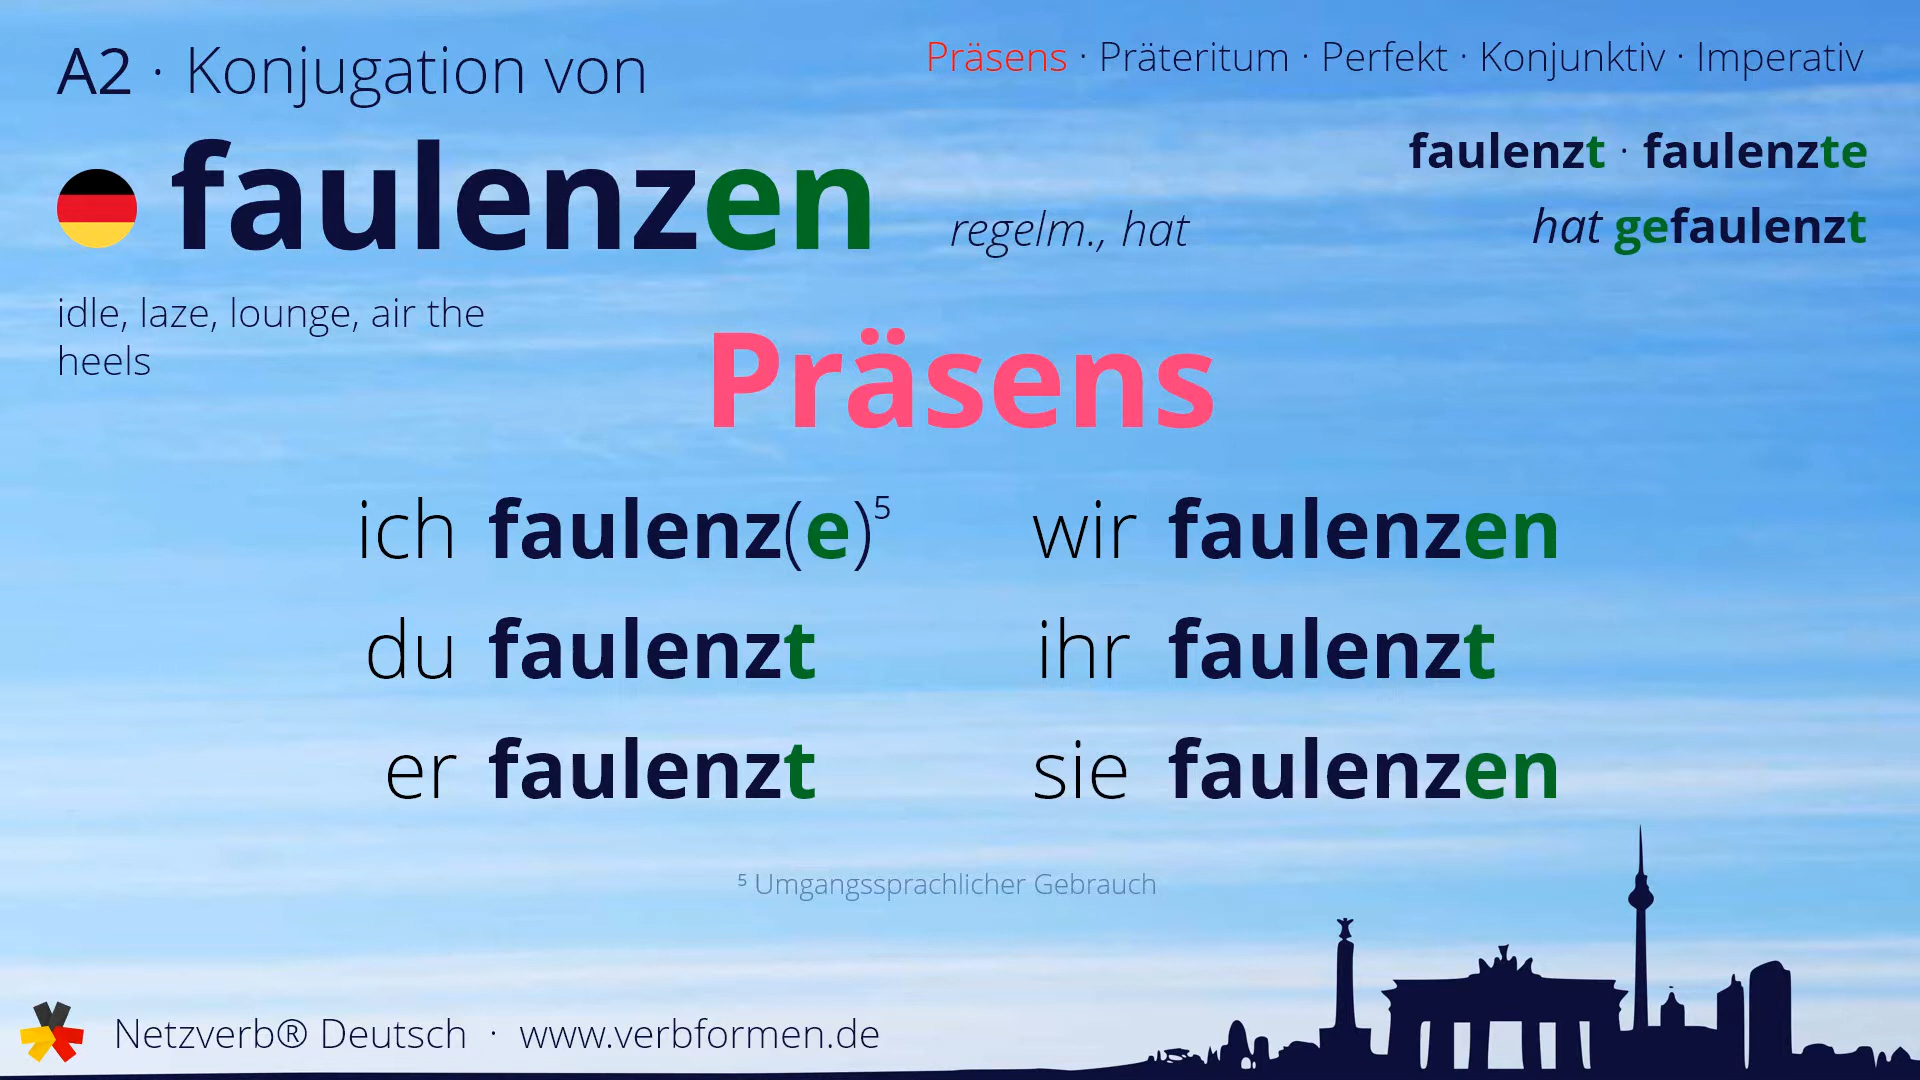 A2 · Konjugation von
Präsens · Präteritum · Perfekt · Konjunktiv · Imperativ
faulenzen
regelm., hat
faulenzt · faulenzte
hat gefaulenzt
idle, laze, lounge, air the
heels
Präsens
ich faulenz(e)⁵
du faulenzt
er faulenzt
wir faulenzen
ihr faulenzt
sie faulenzen
⁵ Umgangssprachlicher Gebrauch
Netzverb® Deutsch · www.verbformen.de